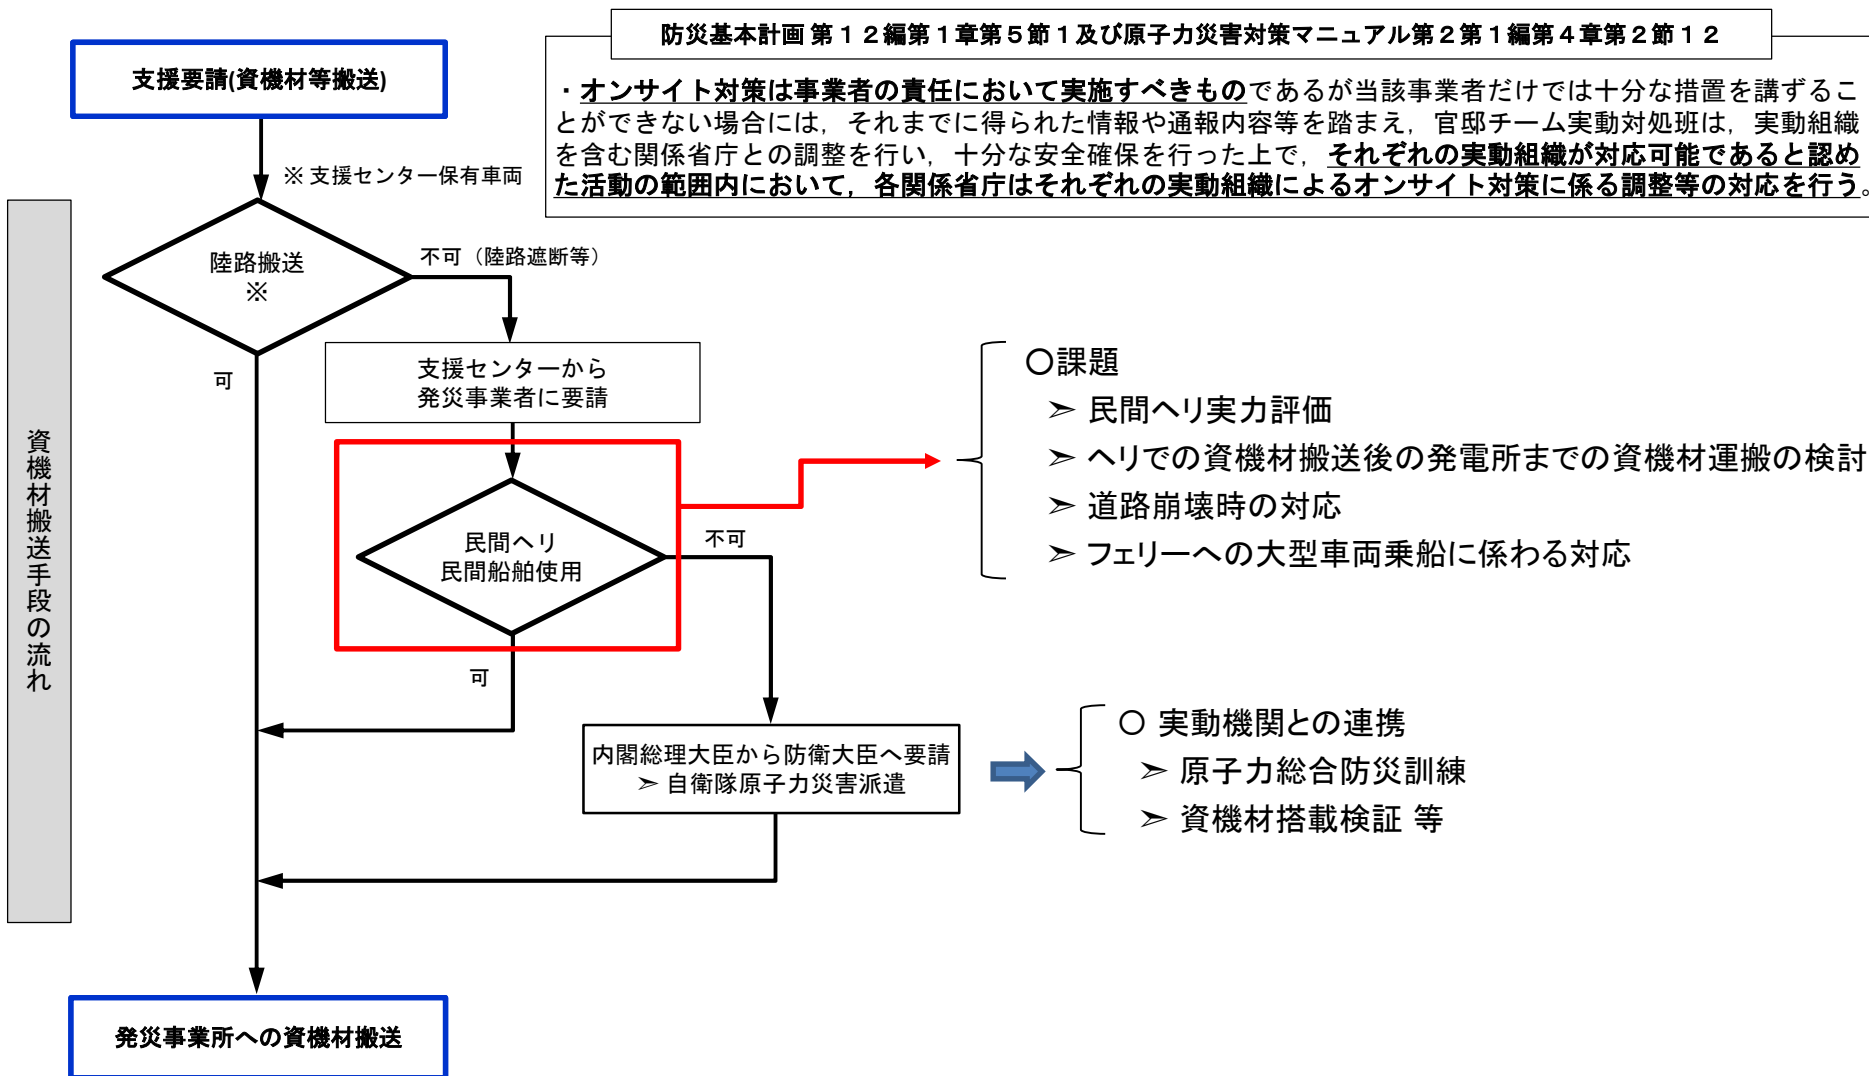 防災基本計画 第１２編第１章第５節１及び原子力災害対策マニュアル第２第１編第４章第２節１２
・オンサイト対策は事業者の責任において実施すべきものであるが当該事業者だけでは十分な措置を講ずるこ
とができない場合には，それまでに得られた情報や通報内容等を踏まえ，官邸チーム実動対処班は，実動組織
を含む関係省庁との調整を行い，十分な安全確保を行った上で，それぞれの実動組織が対応可能であると認め
た活動の範囲内において，各関係省庁はそれぞれの実動組織によるオンサイト対策に係る調整等の対応を行う。
支援要請(資機材等搬送)
※ 支援センター保有車両
資機材搬送手段の流れ
陸路搬送
※
不可（陸路遮断等）
可
支援センターから
発災事業者に要請
民間ヘリ
民間船舶使用
不可
可
〇課題
➢ 民間ヘリ実力評価
➢ ヘリでの資機材搬送後の発電所までの資機材運搬の検討
➢ 道路崩壊時の対応
➢ フェリーへの大型車両乗船に係わる対応
内閣総理大臣から防衛大臣へ要請
➢ 自衛隊原子力災害派遣
〇 実動機関との連携
➢ 原子力総合防災訓練
➢ 資機材搭載検証 等
発災事業所への資機材搬送